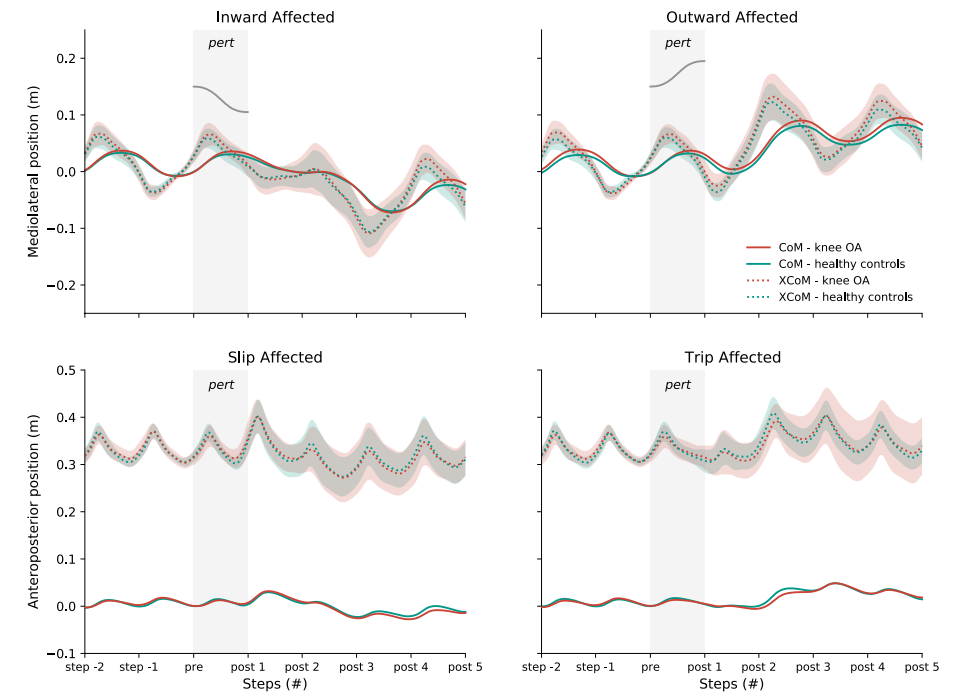 Inward Affected
Outward Affected
Mediolateral position (m)
0.2
0.1
0.0
−0.1
−0.2
pert
pert
CoM - knee OA
CoM - healthy controls
XCoM - knee OA
XCoM - healthy controls
Slip Affected
Trip Affected
Anteroposterior position (m)
0.5
0.4
0.3
0.2
0.1
0.0
−0.1
pert
pert
step -2 step -1 pre post 1 post 2 post 3 post 4 post 5
step -2 step -1 pre post 1 post 2 post 3 post 4 post 5
Steps (#)
Steps (#)